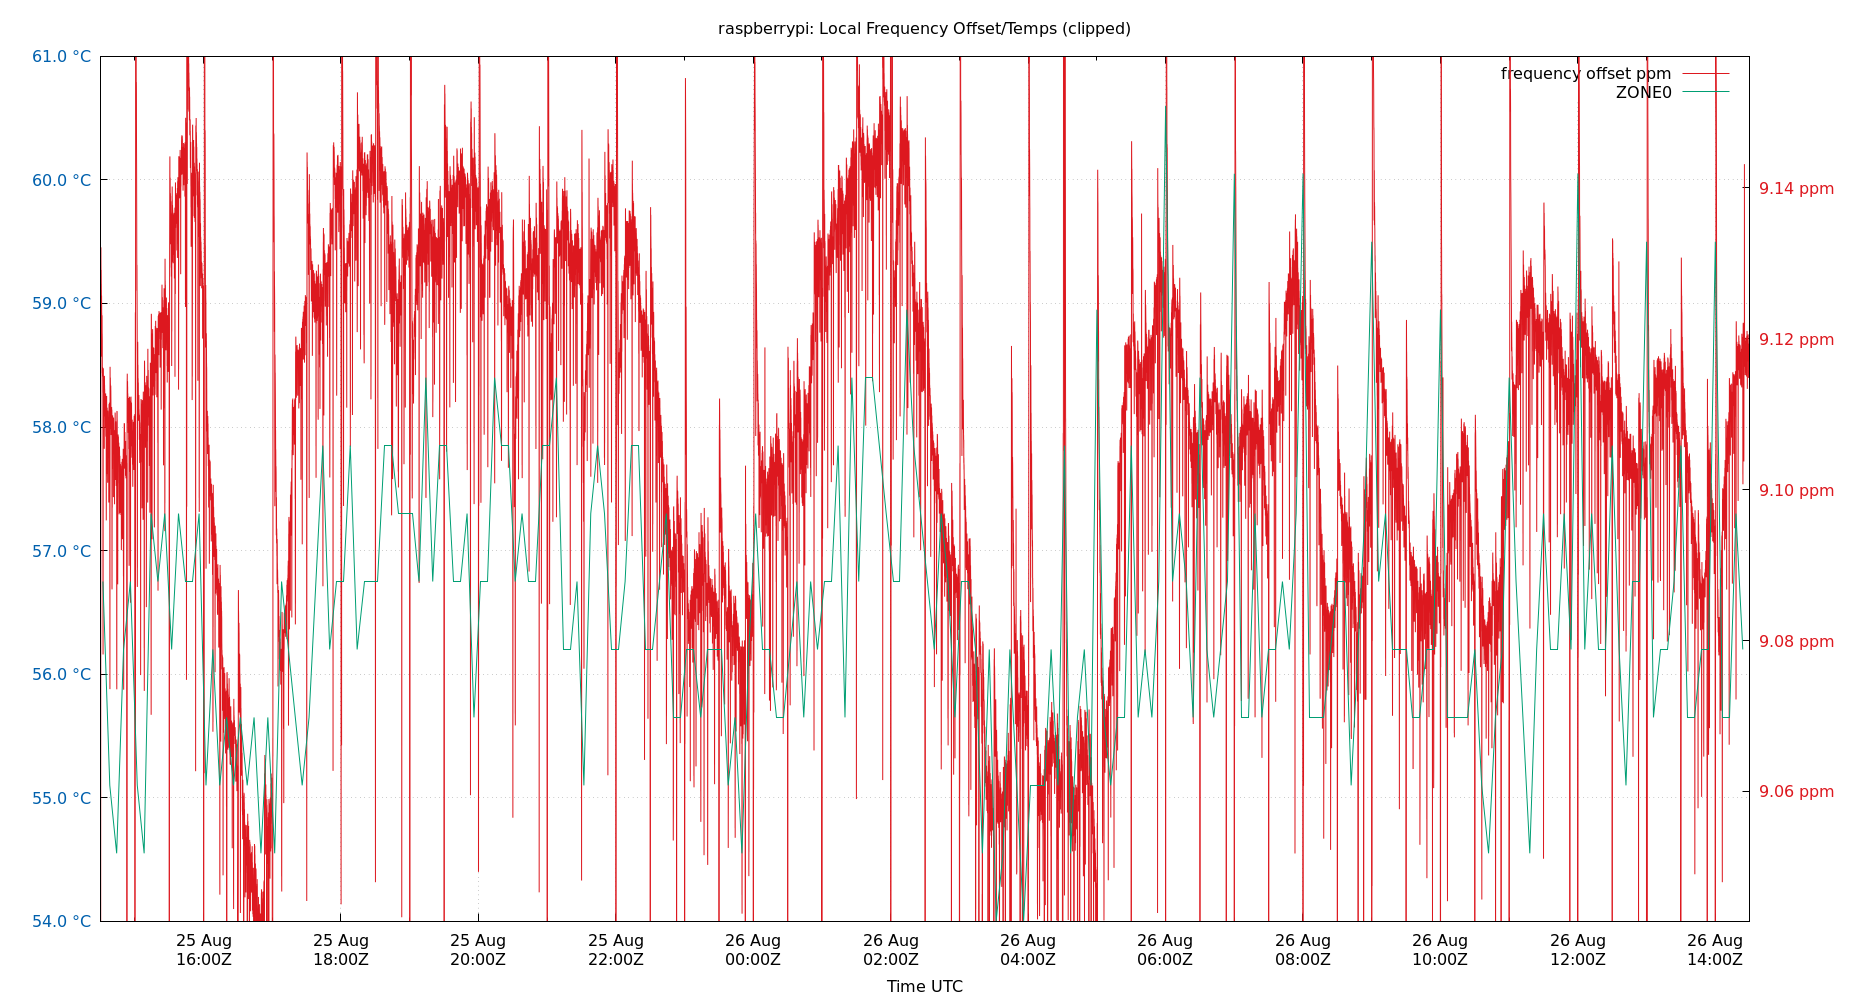 raspberrypi: Local Frequency Offset/Temps (clipped)
61.0 °C
60.0 °C
59.0 °C
58.0 °C
57.0 °C
56.0 °C
55.0 °C
54.0 °C
frequency offset ppm
ZONE0
9.14 ppm
9.12 ppm
9.10 ppm
9.08 ppm
9.06 ppm
25 Aug
16:00Z
25 Aug
18:00Z
25 Aug
20:00Z
25 Aug
22:00Z
26 Aug
00:00Z
26 Aug
02:00Z
26 Aug
04:00Z
26 Aug
06:00Z
26 Aug
08:00Z
26 Aug
10:00Z
26 Aug
12:00Z
26 Aug
14:00Z
Time UTC